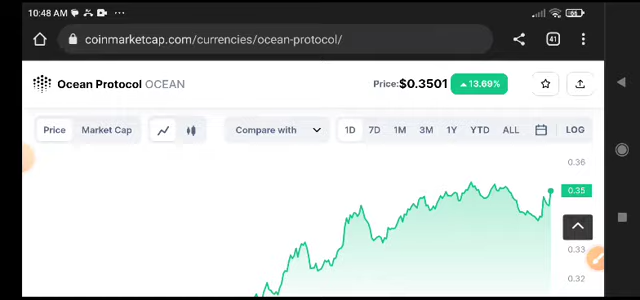 10:48 AM
coinmarketcap.com/currencies/ocean-protocol/
41
Ocean Protocol OCEAN
Price: $0.3501 13.69%
Price Market Cap Compare with 1D 7D 1M 3M 1Y YTD ALL LOG
0.36
0.35
0.33
0.32